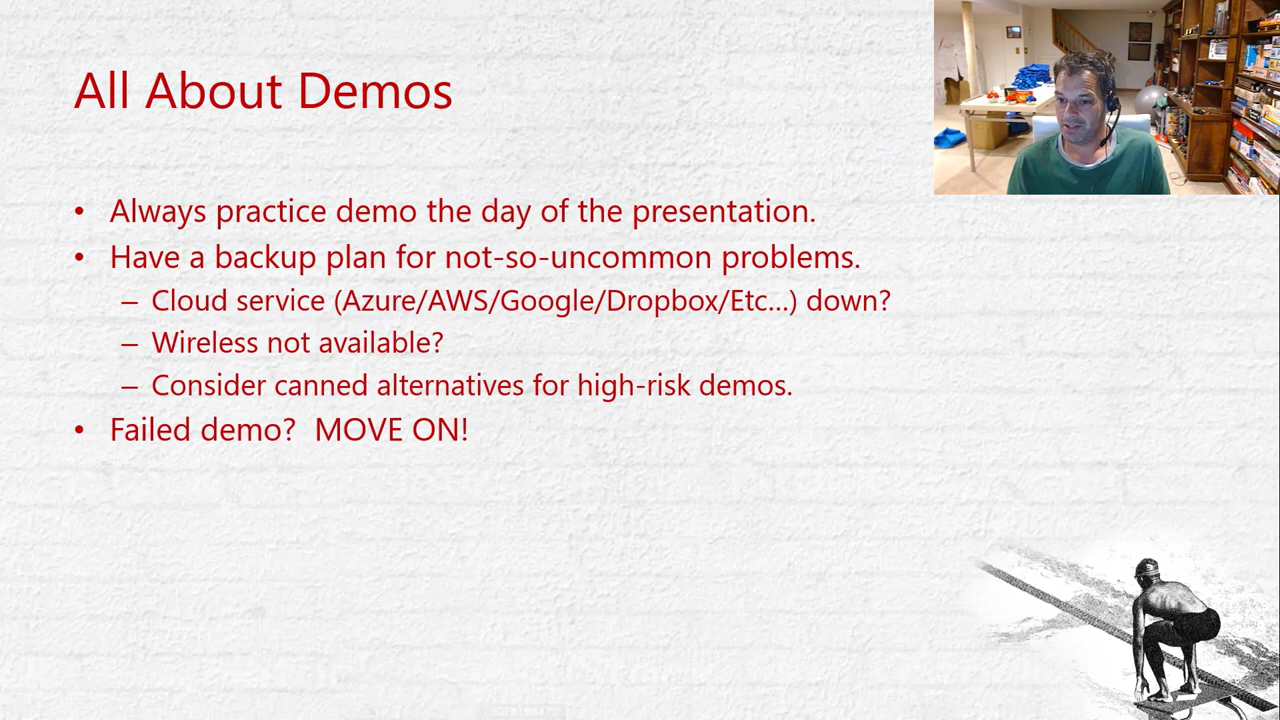 All About Demos
• Always practice demo the day of the presentation.
• Have a backup plan for not-so-uncommon problems.
– Cloud service (Azure/AWS/Google/Dropbox/Etc...) down?
– Wireless not available?
– Consider canned alternatives for high-risk demos.
• Failed demo?  MOVE ON!